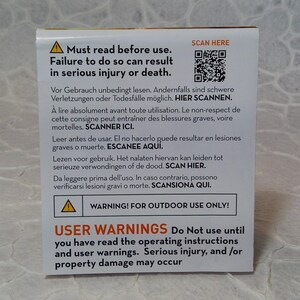 Must read before use.
SCAN HERE
Failure to do so can result
in serious injury or death.
Vor Gebrauch unbedingt lesen. Andernfalls sind schwere
Verletzungen oder Todesfälle möglich. HIER SCANNEN.
À lire absolument avant toute utilisation. Le non-respect de
cette consigne peut entraîner des blessures graves, voire
mortelles. SCANNER ICI.
Leer antes de usar. El no hacerlo puede resultar en lesiones
graves o muerte. ESCANEE AQUÍ.
Lezen voor gebruik. Het nalaten hiervan kan leiden tot
serieuze verwondingen of de dood. SCAN HIER.
Da leggere prima dell'uso. In caso contrario, possono
verificarsi lesioni gravi o morte. SCANSIONA QUI.
WARNING! FOR OUTDOOR USE ONLY!
USER WARNINGS Do Not use until
you have read the operating instructions
and user warnings. Serious injury, and /or
property damage may occur